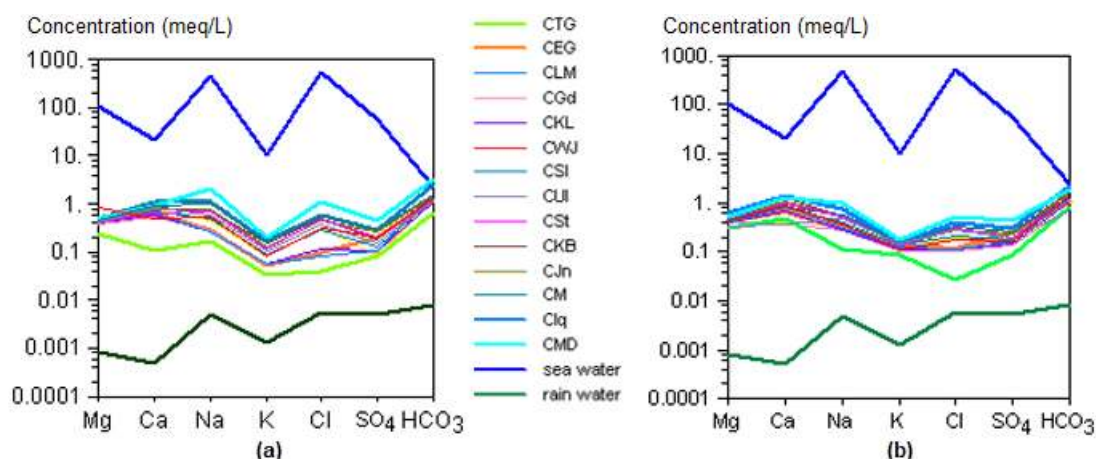 Concentration (meq/L)
1000.
100.
10.
1.
0.1
0.01
0.001
0.0001
Mg Ca Na K Cl SO4 HCO3
(a)
CTG
CEG
CLM
CGd
CKL
CWJ
CSI
CUI
CSt
CKB
CJn
CM
Clq
CMD
sea water
rain water
Concentration (meq/L)
1000.
100.
10.
1.
0.1
0.01
0.001
0.0001
Mg Ca Na K Cl SO4 HCO3
(b)